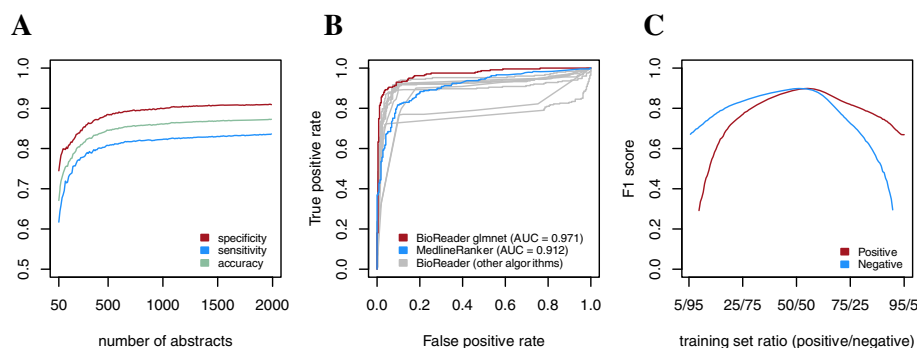 A
B
C
1.0
0.9
0.8
0.7
0.6
0.5
50
500
1000
1500
2000
number of abstracts
specificity
sensitivity
accuracy
True positive rate
1.0
0.8
0.6
0.4
0.2
0.0
0.0
0.2
0.4
0.6
0.8
1.0
False positive rate
BioReader glmnet (AUC = 0.971)
MedlineRanker (AUC = 0.912)
BioReader (other algorithms)
F1 score
1.0
0.8
0.6
0.4
0.2
0.0
5/95
25/75
50/50
75/25
95/5
training set ratio (positive/negative)
Positive
Negative